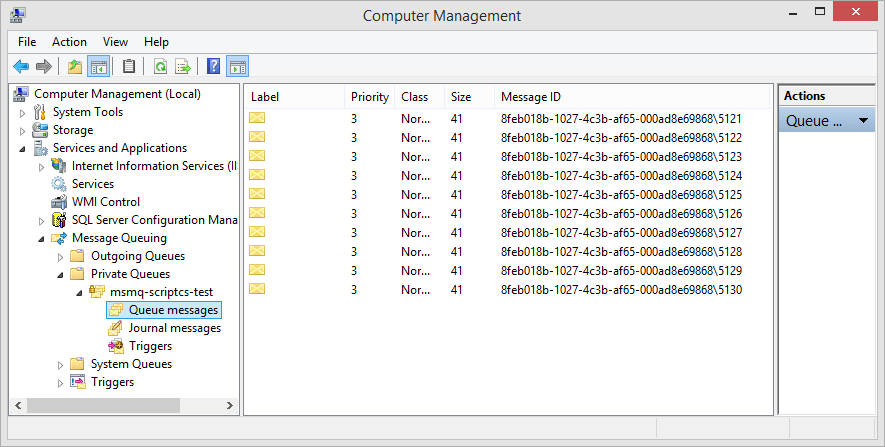 Computer Management
File Action View Help
Computer Management (Local)
System Tools
Storage
Services and Applications
Internet Information Services (II
Services
WMI Control
SQL Server Configuration Mana
Message Queuing
Outgoing Queues
Private Queues
msmq-scriptcs-test
Queue messages
Journal messages
Triggers
System Queues
Triggers
Label Priority Class Size Message ID
3 Nor... 41 8feb018b-1027-4c3b-af65-000ad8e69868\5121
3 Nor... 41 8feb018b-1027-4c3b-af65-000ad8e69868\5122
3 Nor... 41 8feb018b-1027-4c3b-af65-000ad8e69868\5123
3 Nor... 41 8feb018b-1027-4c3b-af65-000ad8e69868\5124
3 Nor... 41 8feb018b-1027-4c3b-af65-000ad8e69868\5125
3 Nor... 41 8feb018b-1027-4c3b-af65-000ad8e69868\5126
3 Nor... 41 8feb018b-1027-4c3b-af65-000ad8e69868\5127
3 Nor... 41 8feb018b-1027-4c3b-af65-000ad8e69868\5128
3 Nor... 41 8feb018b-1027-4c3b-af65-000ad8e69868\5129
3 Nor... 41 8feb018b-1027-4c3b-af65-000ad8e69868\5130
Actions
Queue ...